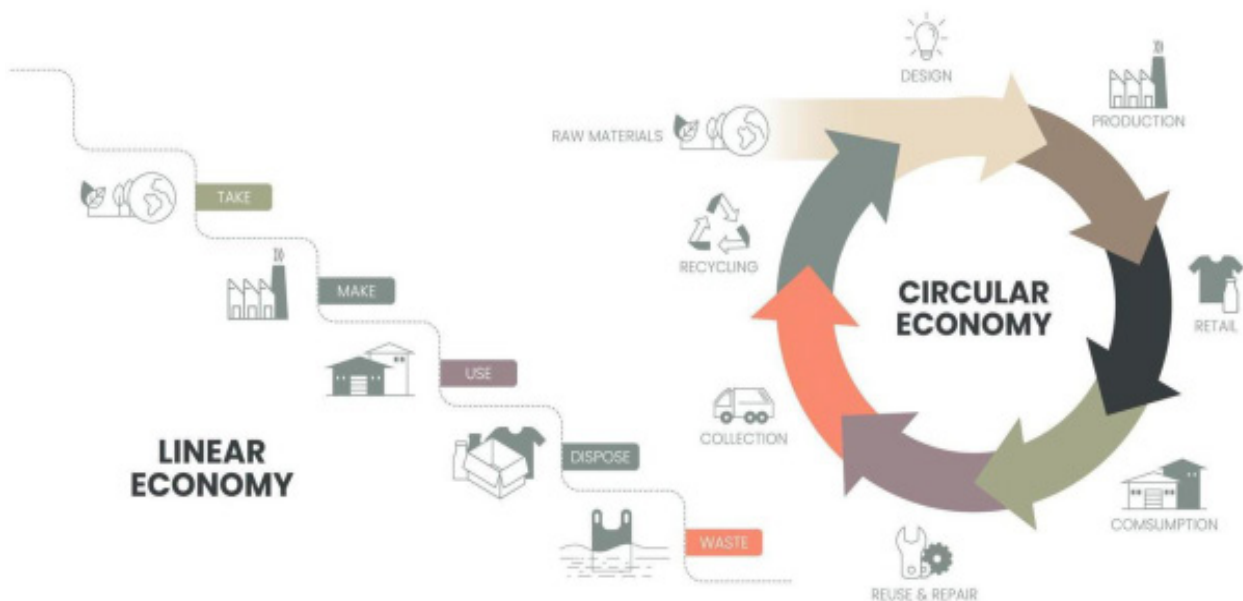 TAKE
MAKE
USE
DISPOSE
WASTE
LINEAR
ECONOMY
RAW MATERIALS
DESIGN
PRODUCTION
RETAIL
COMSUMPTION
REUSE & REPAIR
COLLECTION
RECYCLING
CIRCULAR
ECONOMY